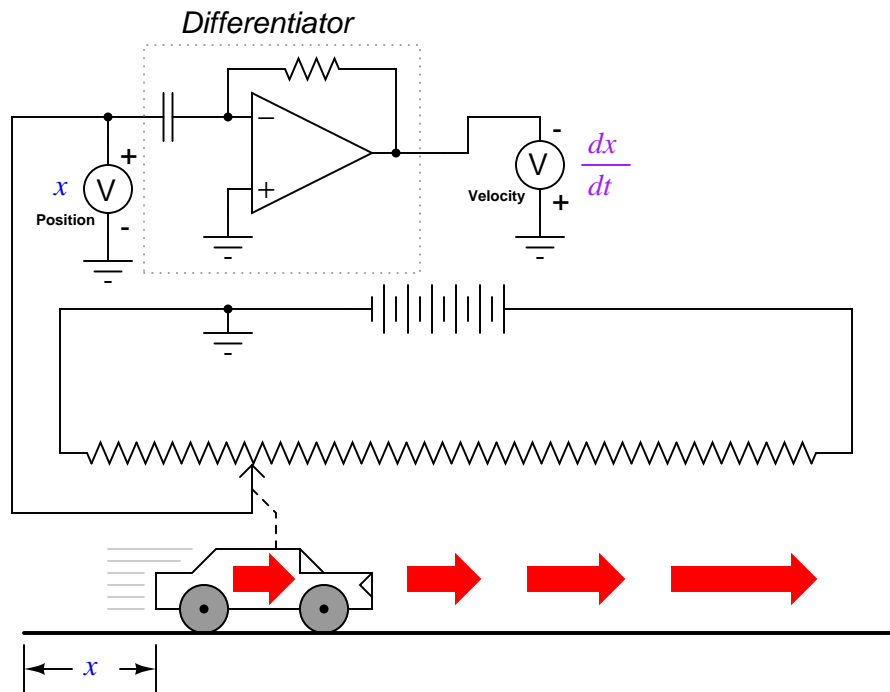 Differentiator
−
+
+
V
x
Position
-
-
V
Velocity
+
dx
dt
x